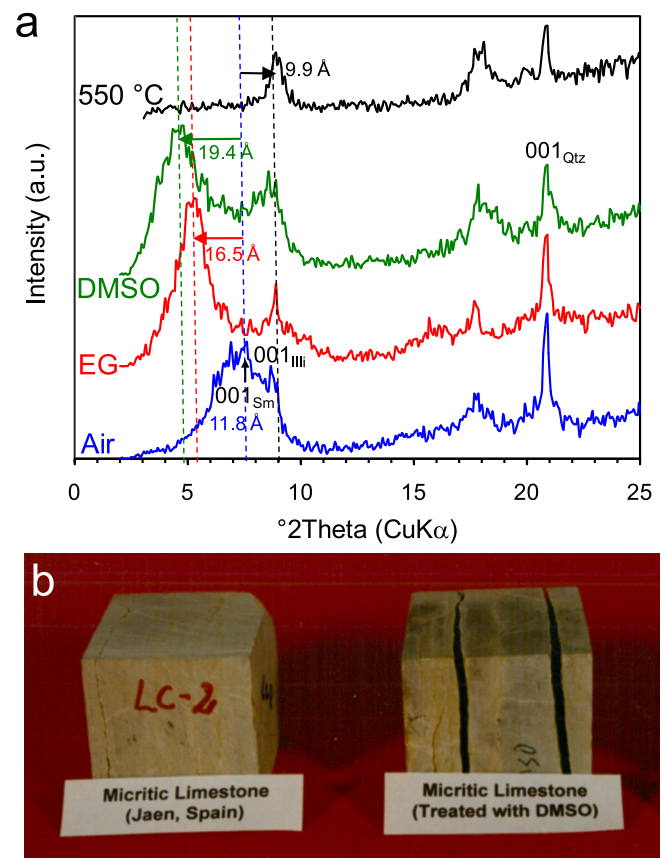 a
550 °C
9.9 Å
19.4 Å
001Qtz
DMSO
16.5 Å
EG
001IIIi
001Sm
11.8 Å
Air
Intensity (a.u.)
0 5 10 15 20 25
°2Theta (CuKα)
b
LC-2
Micritic Limestone
(Jaen, Spain)
Micritic Limestone
(Treated with DMSO)